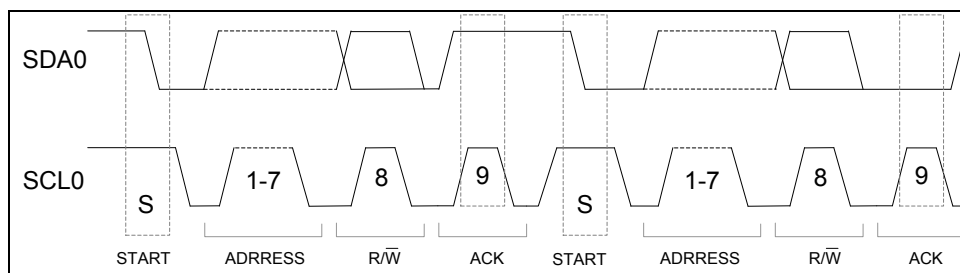 SDA0
SCL0
S 1-7 8 9 S 1-7 8 9
START ADRRESS R/W̅ ACK START ADRRESS R/W̅ ACK